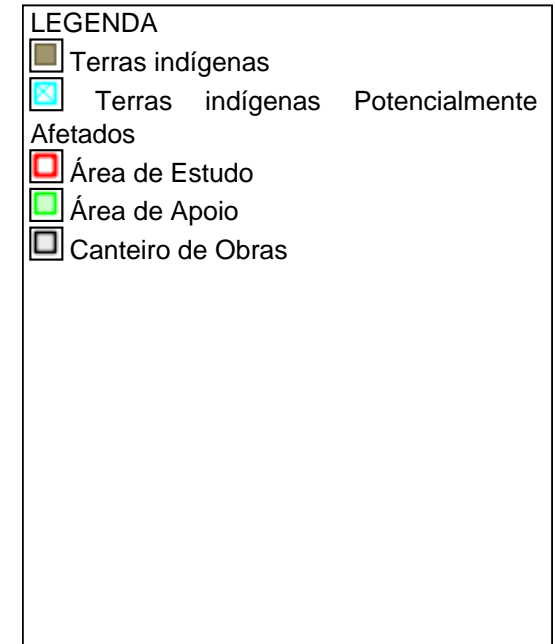 LEGENDA
Terras indígenas
Terras indígenas Potencialmente
Afetados
Área de Estudo
Área de Apoio
Canteiro de Obras